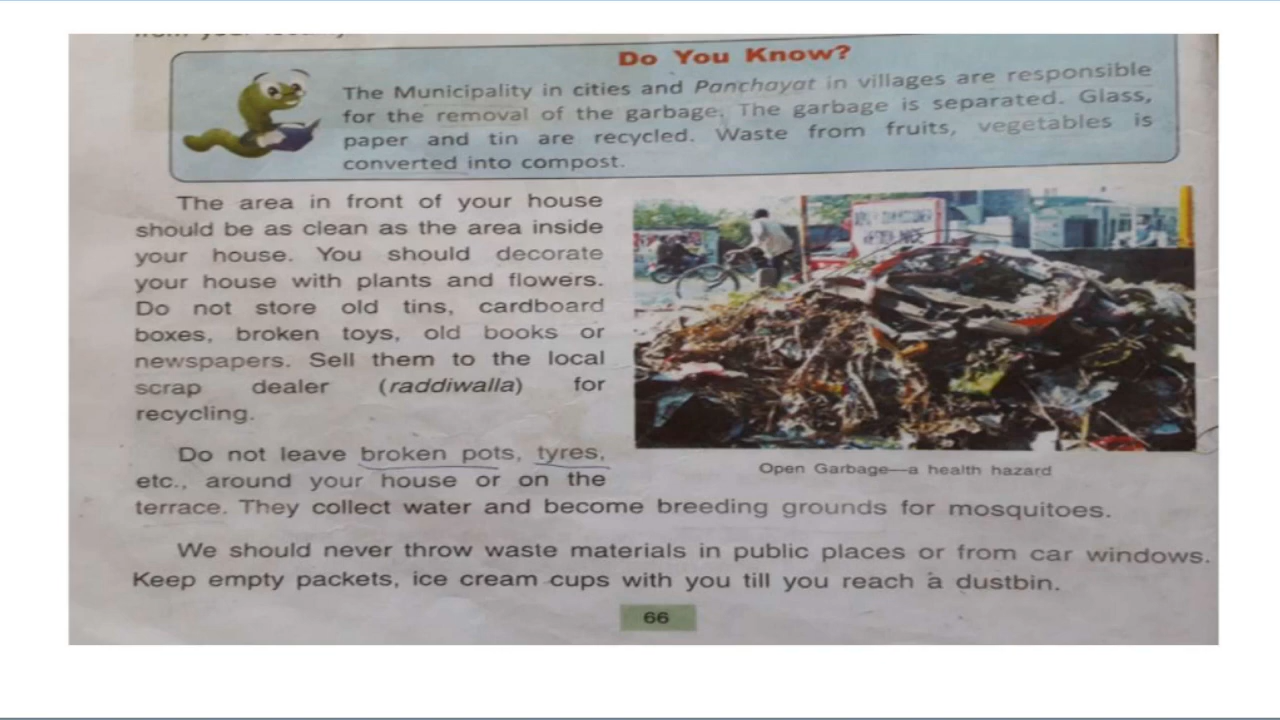 Do You Know?
The Municipality in cities and Panchayat in villages are responsible
for the removal of the garbage. The garbage is separated. Glass,
paper and tin are recycled. Waste from fruits, vegetables is
converted into compost.
The area in front of your house
should be as clean as the area inside
your house. You should decorate
your house with plants and flowers.
Do not store old tins, cardboard
boxes, broken toys, old books or
newspapers. Sell them to the local
scrap dealer (raddiwalla) for
recycling.
Do not leave broken pots, tyres,
etc., around your house or on the
terrace. They collect water and become breeding grounds for mosquitoes.
Open Garbage—a health hazard
We should never throw waste materials in public places or from car windows.
Keep empty packets, ice cream cups with you till you reach a dustbin.
66